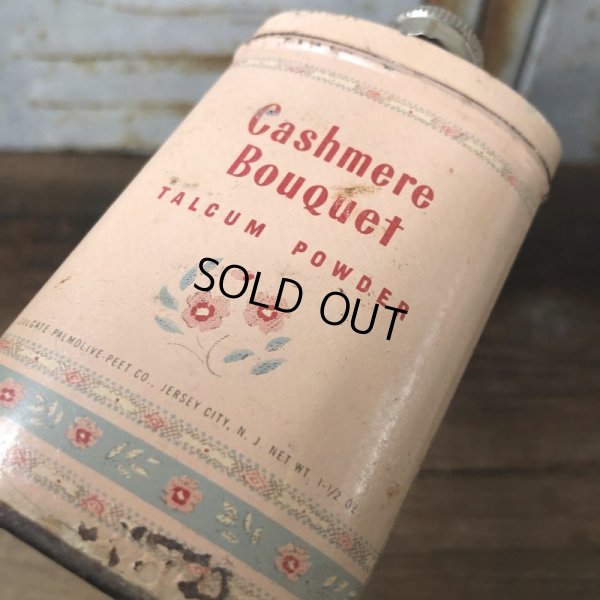 Cashmere
Bouquet
TALCUM POWDER
SOLD OUT
COLGATE-PALMOLIVE-PEET CO., JERSEY CITY, N. J. NET WT. 1-1/2 OZ.